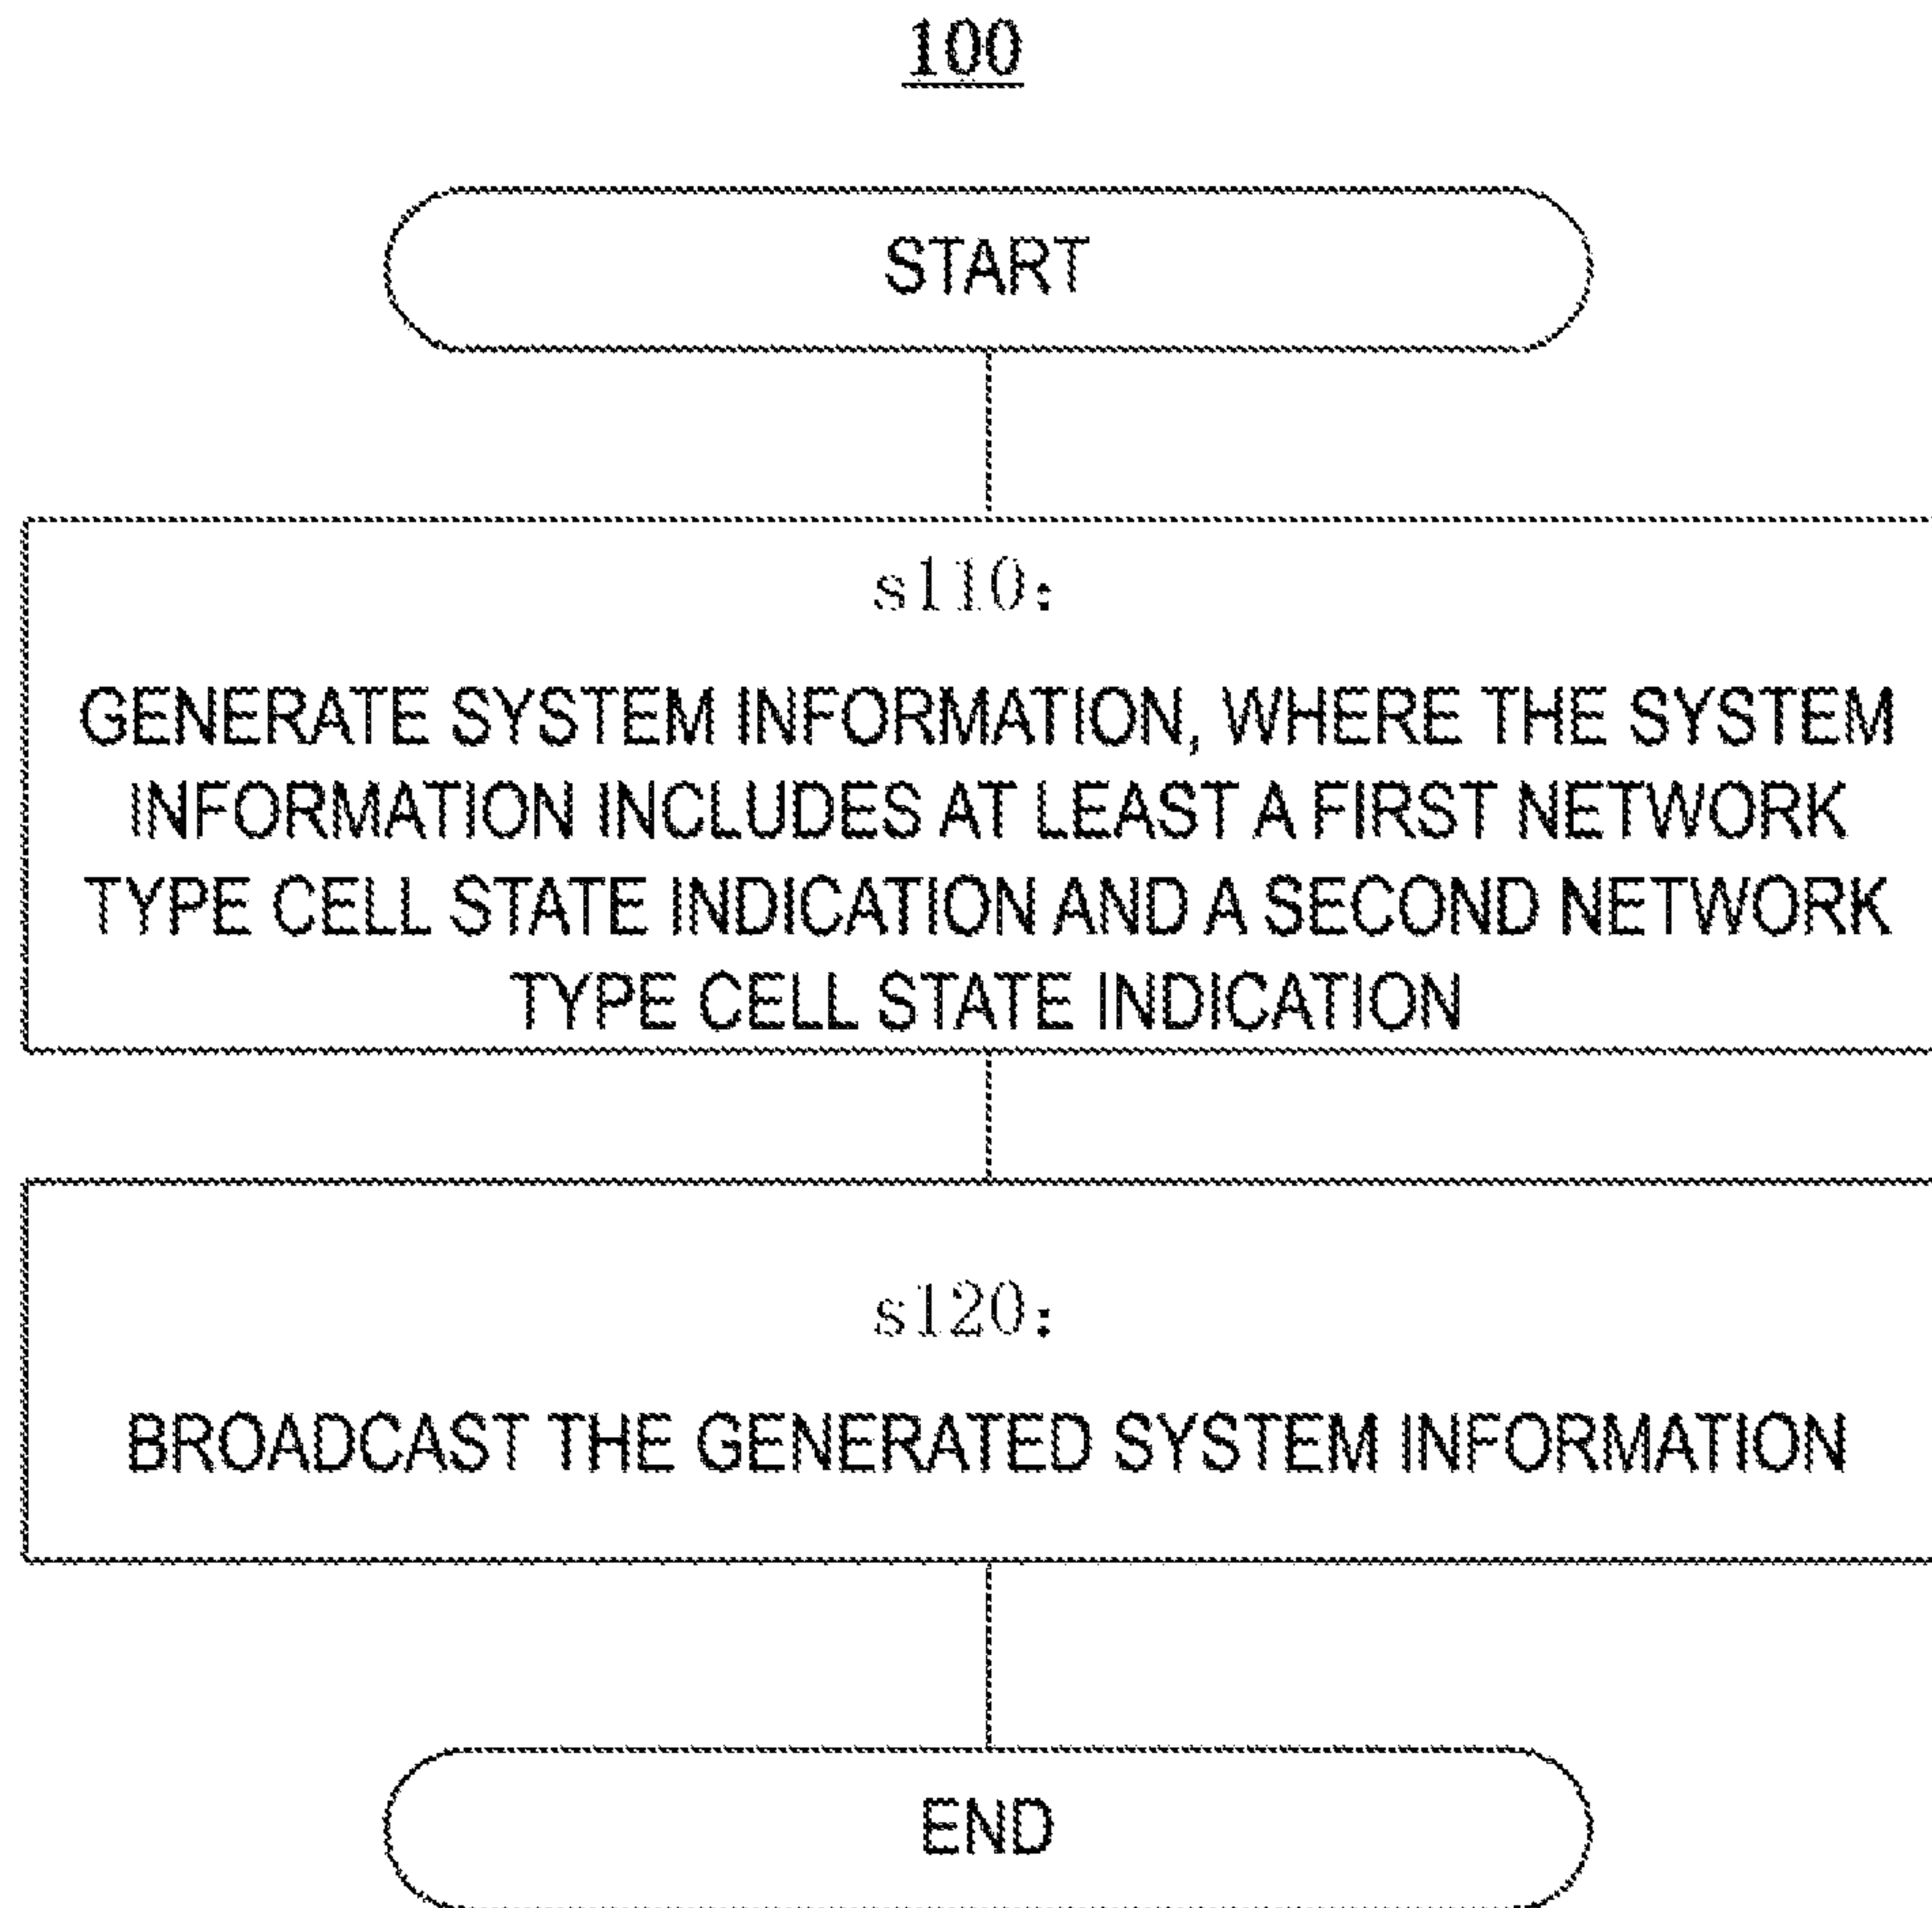 100
START
s110:
GENERATE SYSTEM INFORMATION, WHERE THE SYSTEM
INFORMATION INCLUDES AT LEAST A FIRST NETWORK
TYPE CELL STATE INDICATION AND A SECOND NETWORK
TYPE CELL STATE INDICATION
s120:
BROADCAST THE GENERATED SYSTEM INFORMATION
END